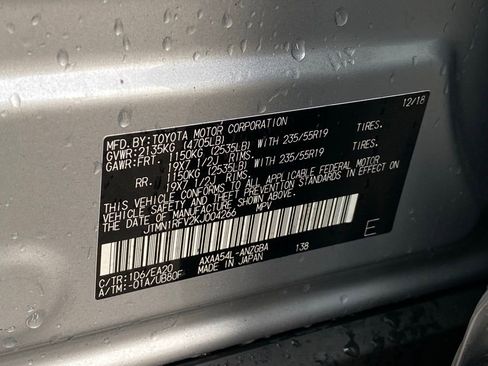 12/18
MFD.BY:TOYOTA MOTOR CORPORATION
GVWR:2135KG (4705LB)
GAWR:FRT. 1150KG (2535LB) WITH 235/55R19 TIRES.
19X7 1/2J RIMS.
RR. 1150KG (2535LB) WITH 235/55R19 TIRES.
19X7 1/2J RIMS.
THIS VEHICLE CONFORMS TO ALL APPLICABLE FEDERAL MOTOR
VEHICLE SAFETY AND THEFT PREVENTION STANDARDS IN EFFECT ON
THE DATE OF MANUFACTURE SHOWN ABOVE.
JTMN1RFV2KJ004266 MPV
C/TR:1D6/EA20 AXAA54L-ANZGBA 138 E
A/TM:-01A/UB80F MADE IN JAPAN